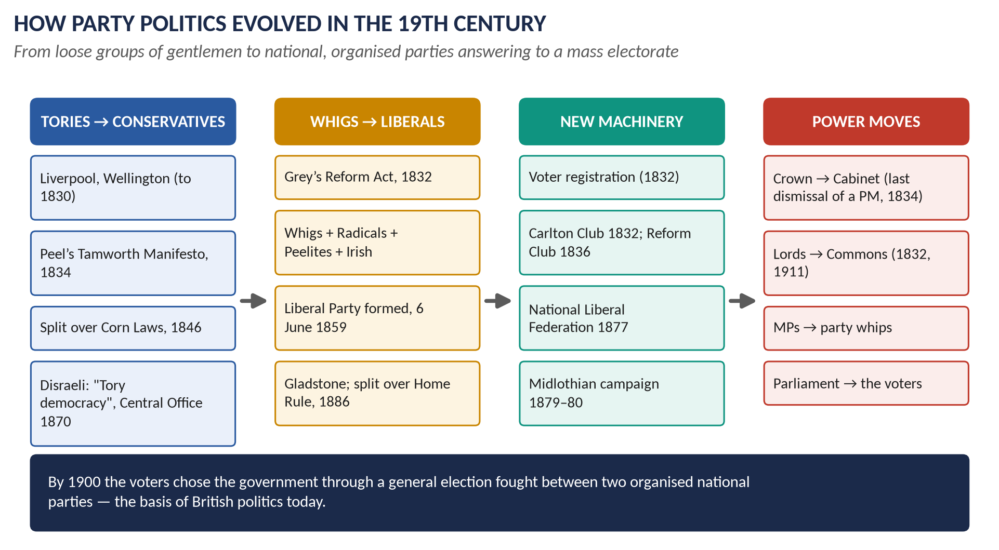 HOW PARTY POLITICS EVOLVED IN THE 19TH CENTURY
From loose groups of gentlemen to national, organised parties answering to a mass electorate
TORIES → CONSERVATIVES
Liverpool, Wellington (to
1830)
Peel’s Tamworth Manifesto,
1834
Split over Corn Laws, 1846
Disraeli: "Tory
democracy", Central Office
1870
WHIGS → LIBERALS
Grey’s Reform Act, 1832
Whigs + Radicals +
Peelites + Irish
Liberal Party formed, 6
June 1859
Gladstone; split over Home
Rule, 1886
NEW MACHINERY
Voter registration (1832)
Carlton Club 1832; Reform
Club 1836
National Liberal
Federation 1877
Midlothian campaign
1879–80
POWER MOVES
Crown → Cabinet (last
dismissal of a PM, 1834)
Lords → Commons (1832,
1911)
MPs → party whips
Parliament → the voters
By 1900 the voters chose the government through a general election fought between two organised national
parties — the basis of British politics today.